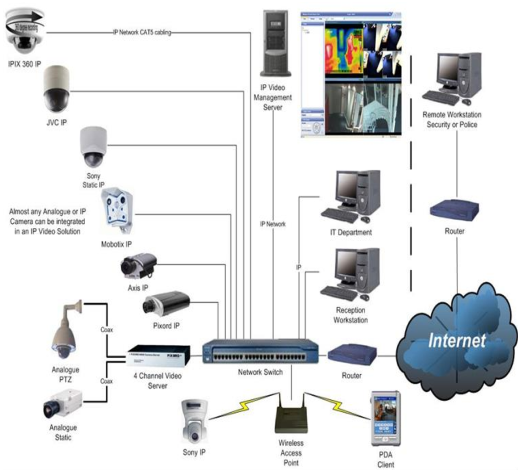 360 degree recording
IP Network CAT5 cabling
IPIX 360 IP
JVC IP
Sony
Static IP
Almost any Analogue or IP
Camera can be integrated
in an IP Video Solution
Mobotix IP
Axis IP
Pixord IP
Coax
Analogue
PTZ
Coax
4 Channel Video
Server
Analogue
Static
IP Video
Management
Server
IP Network
IP
IT Department
Reception
Workstation
Remote Workstation
Security or Police
Router
Internet
Network Switch
Router
Sony IP
Wireless
Access
Point
PDA
Client